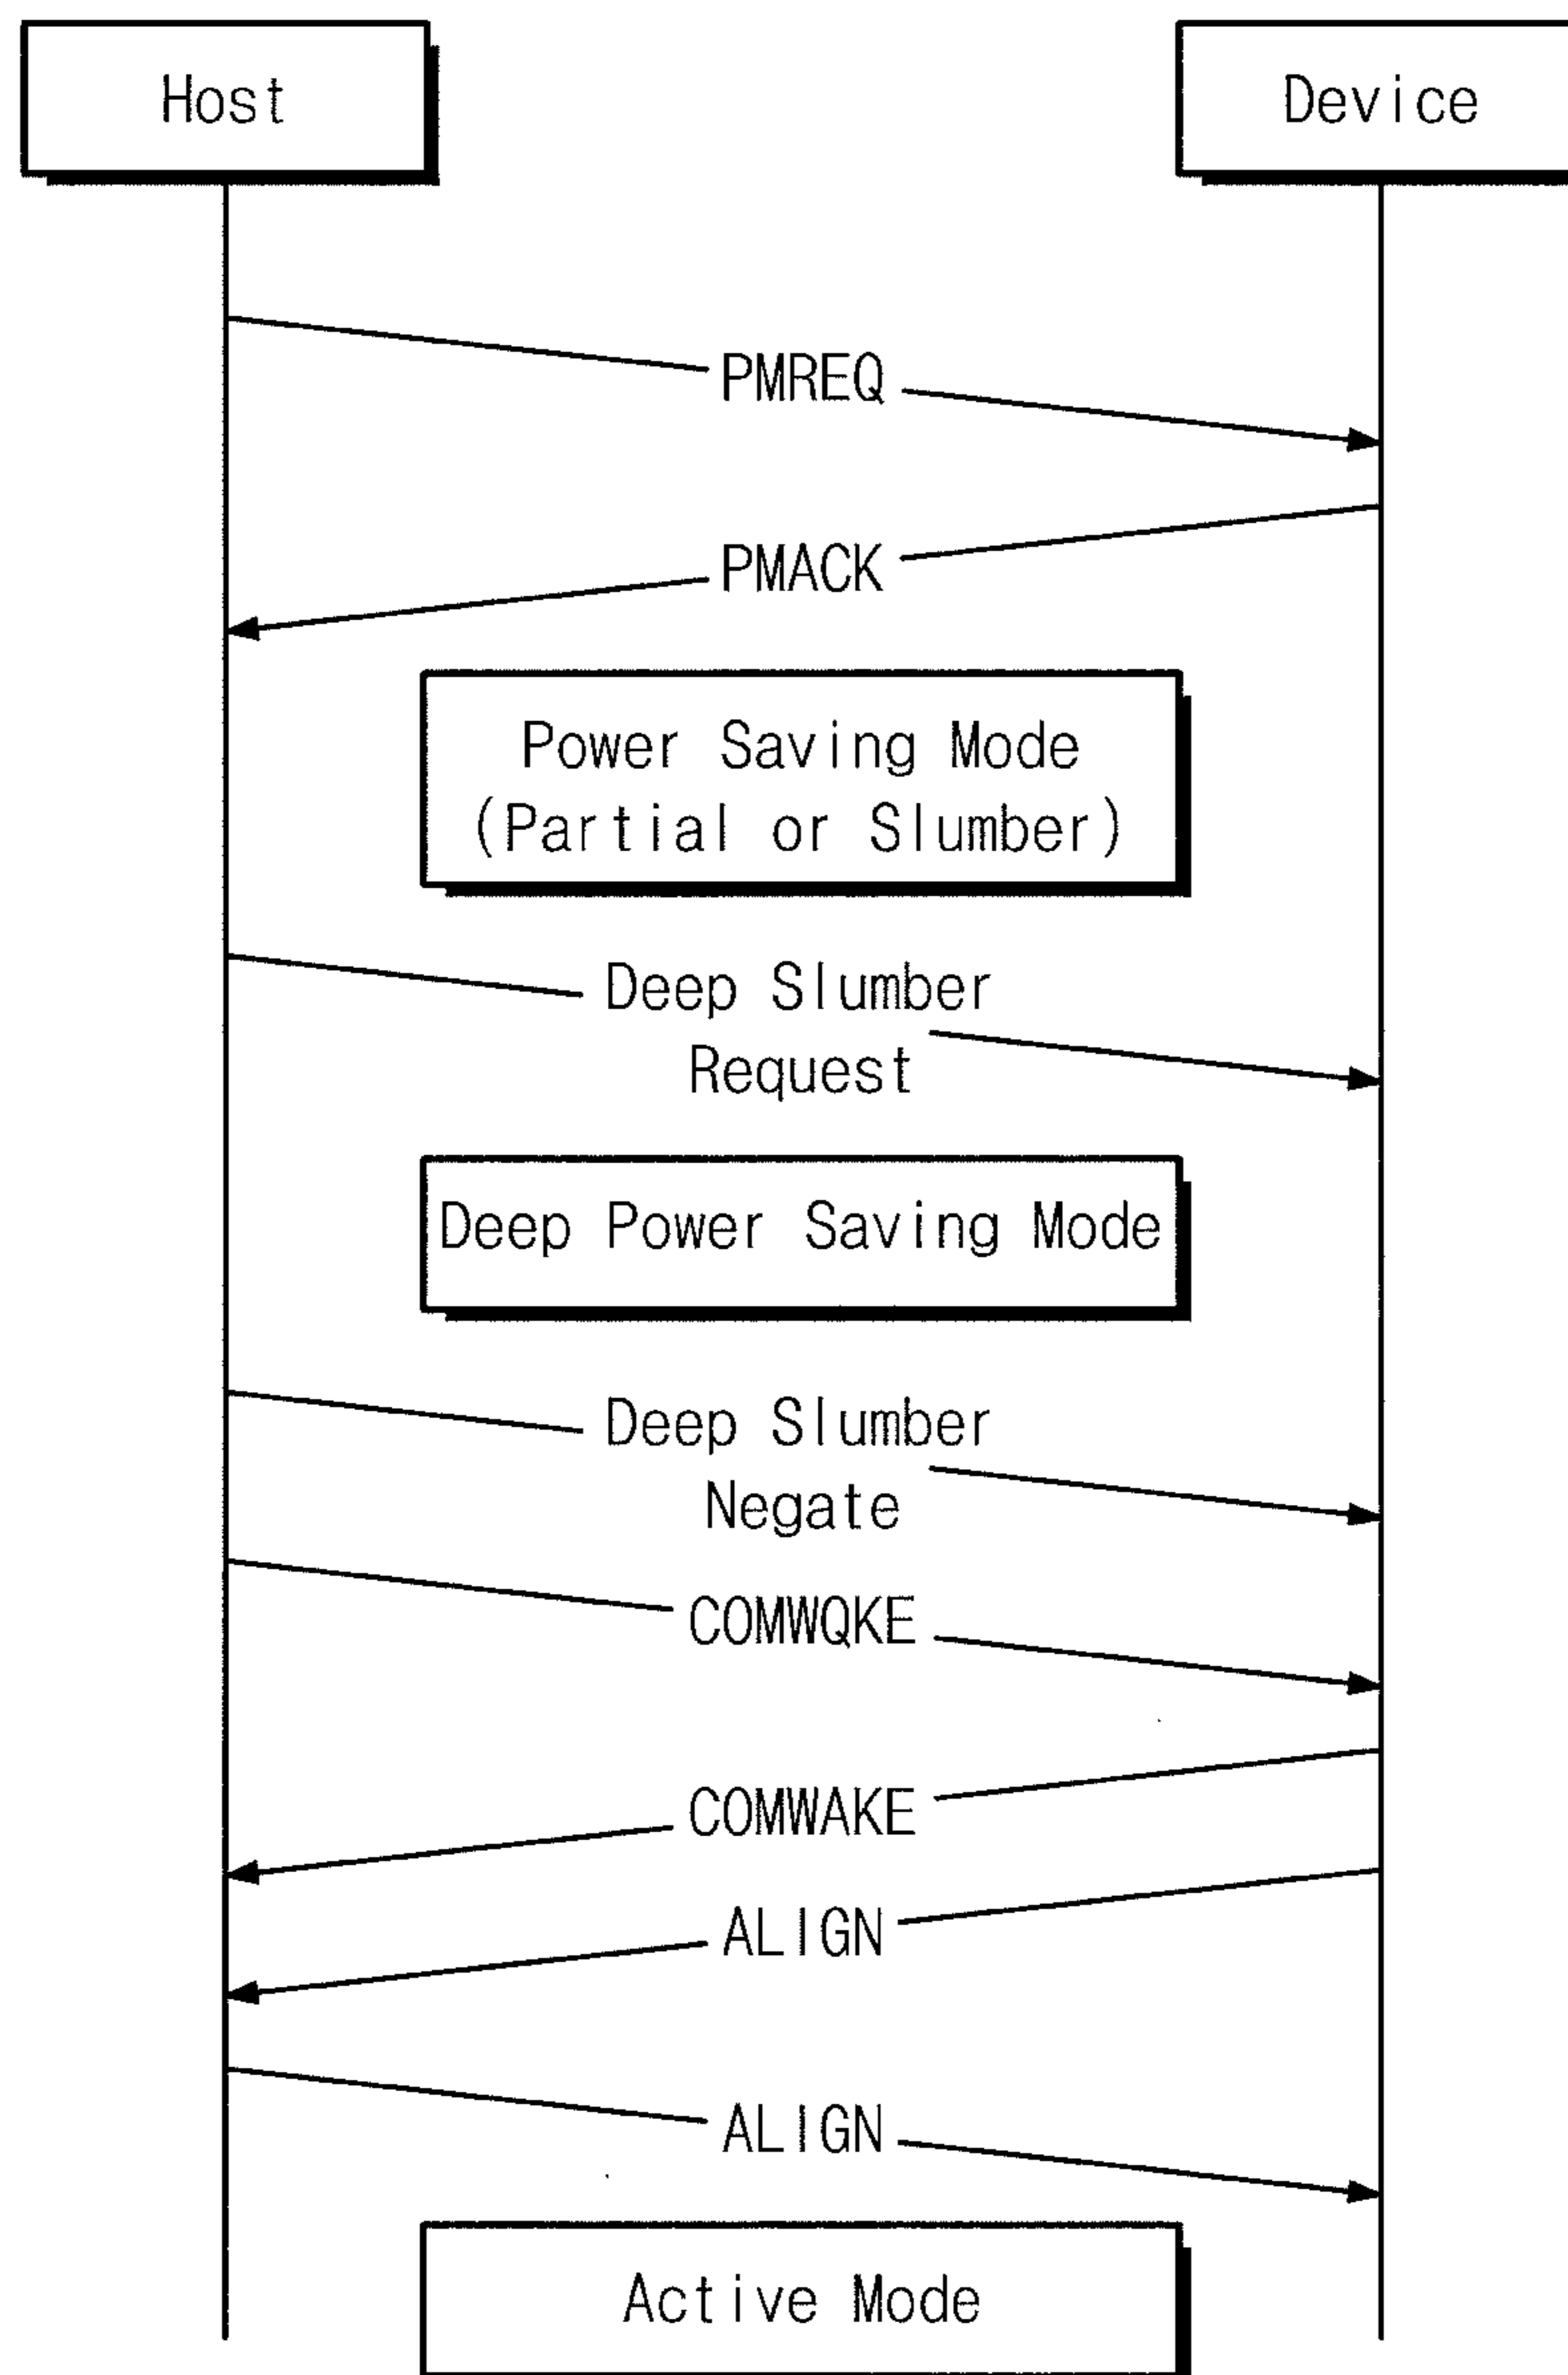 Host
Device
PMREQ
PMACK
Power Saving Mode
(Partial or Slumber)
Deep Slumber
Request
Deep Power Saving Mode
Deep Slumber
Negate
COMWQKE
COMWAKE
ALIGN
ALIGN
Active Mode